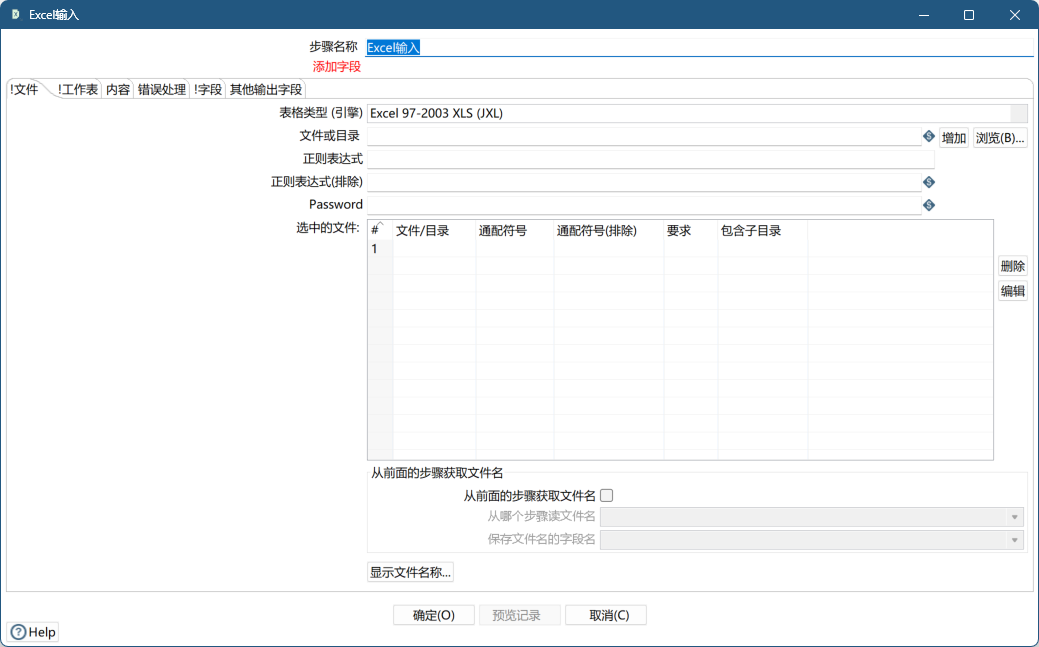 Excel输入
步骤名称 Excel输入
添加字段
!文件 !工作表 内容 错误处理 !字段 其他输出字段
表格类型 (引擎) Excel 97-2003 XLS (JXL)
文件或目录 增加 浏览(B)...
正则表达式
正则表达式(排除)
Password
选中的文件:
# 文件/目录 通配符号 通配符号(排除) 要求 包含子目录
1
删除
编辑
从前面的步骤获取文件名
从前面的步骤获取文件名
从哪个步骤读文件名
保存文件名的字段名
显示文件名称...
确定(O) 预览记录 取消(C)
Help